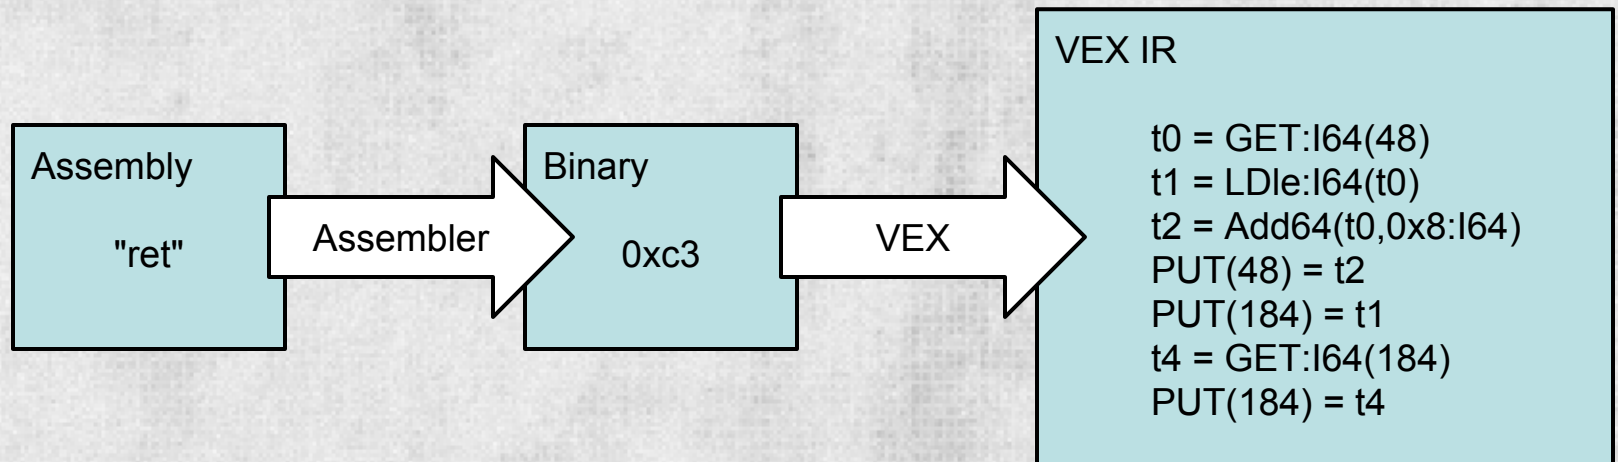 Assembly
"ret"
Assembler
Binary
0xc3
VEX
VEX IR
t0 = GET:I64(48)
t1 = LDle:I64(t0)
t2 = Add64(t0,0x8:I64)
PUT(48) = t2
PUT(184) = t1
t4 = GET:I64(184)
PUT(184) = t4